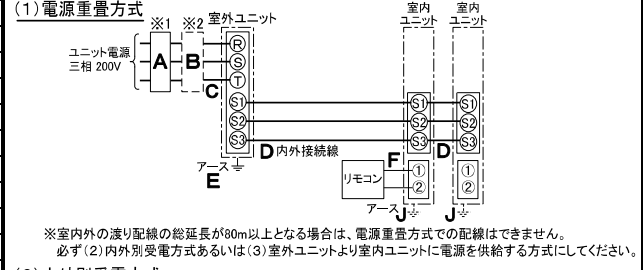 (1)電源重畳方式
※1 ※2 室外ユニット
室内ユニット
室内ユニット
ユニット電源
三相 200V
A
B
C
R
S
T
S1
S2
S3
S1
S2
S3
S1
S2
S3
D 内外接続線
D
アース
E
F
リモコン
①
②
①
②
アース J
J
※室内外の渡り配線の総延長が80m以上となる場合は、電源重畳方式での配線はできません。
必ず(2)内外別受電方式あるいは(3)室外ユニットより室内ユニットに電源を供給する方式にしてください。